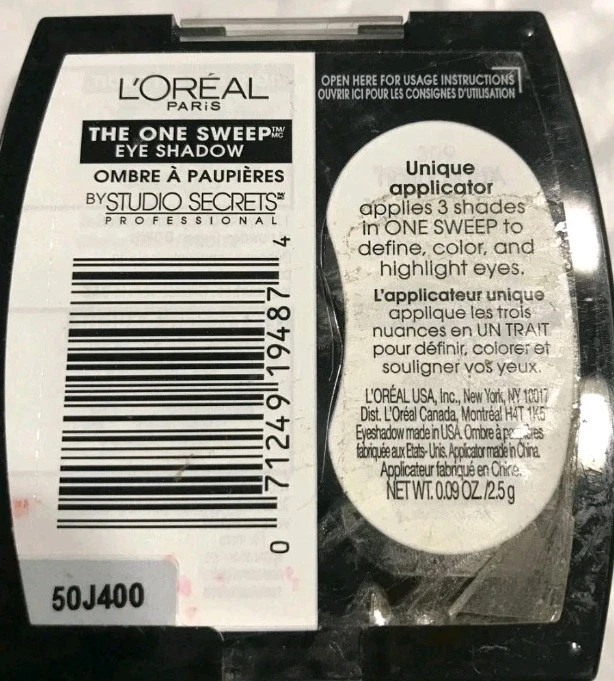 L'ORÉAL
PARIS
THE ONE SWEEP™/MC
EYE SHADOW
OMBRE À PAUPIÈRES
BY STUDIO SECRETS™
PROFESSIONAL
0 71249 19487 4
50J400
OPEN HERE FOR USAGE INSTRUCTIONS
OUVRIR ICI POUR LES CONSIGNES D'UTILISATION
Unique
applicator
applies 3 shades
in ONE SWEEP to
define, color, and
highlight eyes.
L'applicateur unique
applique les trois
nuances en UN TRAIT
pour définir, colorer et
souligner vos yeux.
L'ORÉAL USA, Inc., New York, NY 10017
Dist. L'Oréal Canada, Montréal H4T 1K5
Eyeshadow made in USA. Ombre à
fabriquée aux Etats-Unis. Applicator made in China.
Applicateur fabriqué en Chine.
NET WT. 0.09 OZ./2.5 g